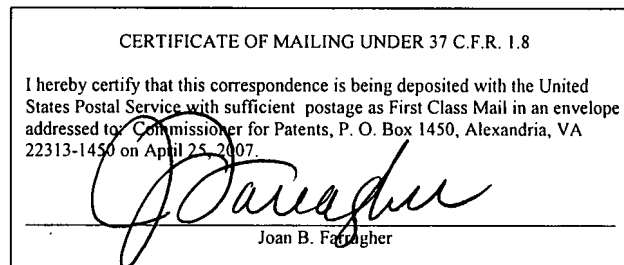 CERTIFICATE OF MAILING UNDER 37 C.F.R. 1.8
I hereby certify that this correspondence is being deposited with the United
States Postal Service with sufficient postage as First Class Mail in an envelope
addressed to: Commissioner for Patents, P. O. Box 1450, Alexandria, VA
22313-1450 on April 25, 2007.
J Farragher
Joan B. Farragher